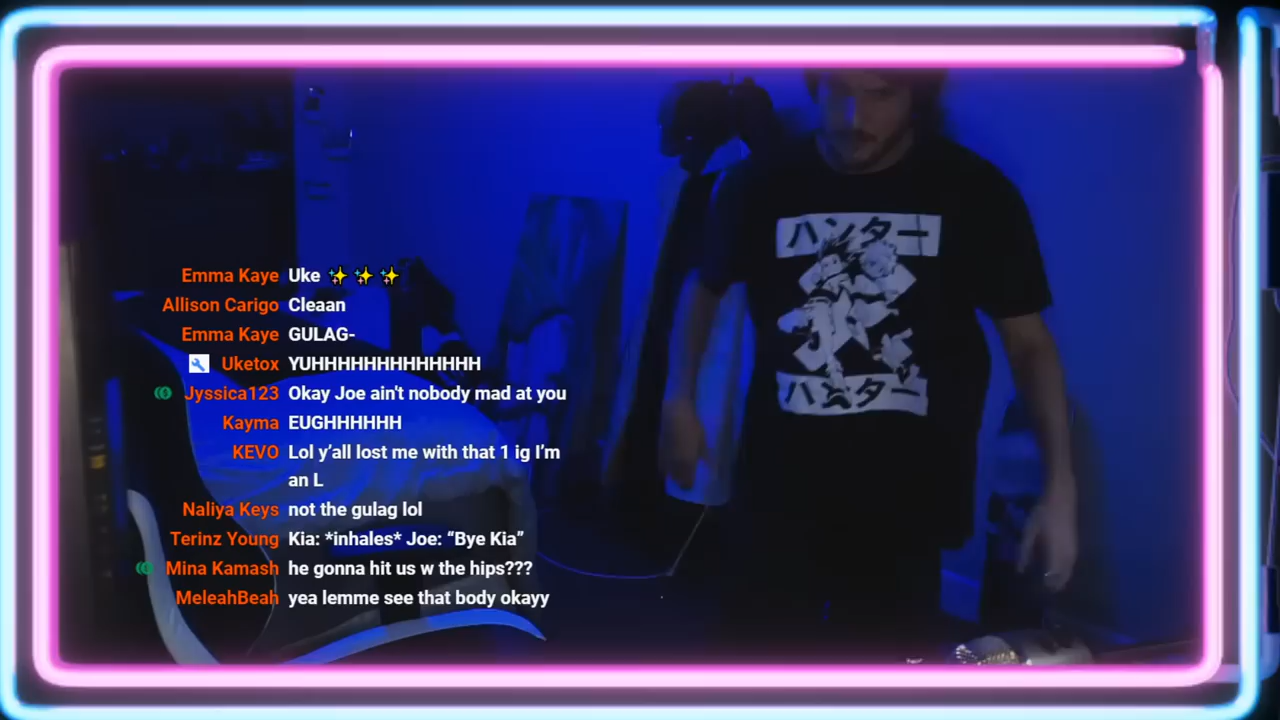 ハンター
ハンター
Emma Kaye Uke ✨✨✨
Allison Carigo Cleaan
Emma Kaye GULAG-
Uketox YUHHHHHHHHHHHHH
Jyssica123 Okay Joe ain't nobody mad at you
Kayma EUGHHHHHH
KEVO Lol y’all lost me with that 1 ig I’m
an L
Naliya Keys not the gulag lol
Terinz Young Kia: *inhales* Joe: “Bye Kia”
Mina Kamash he gonna hit us w the hips???
MeleahBeah yea lemme see that body okayy